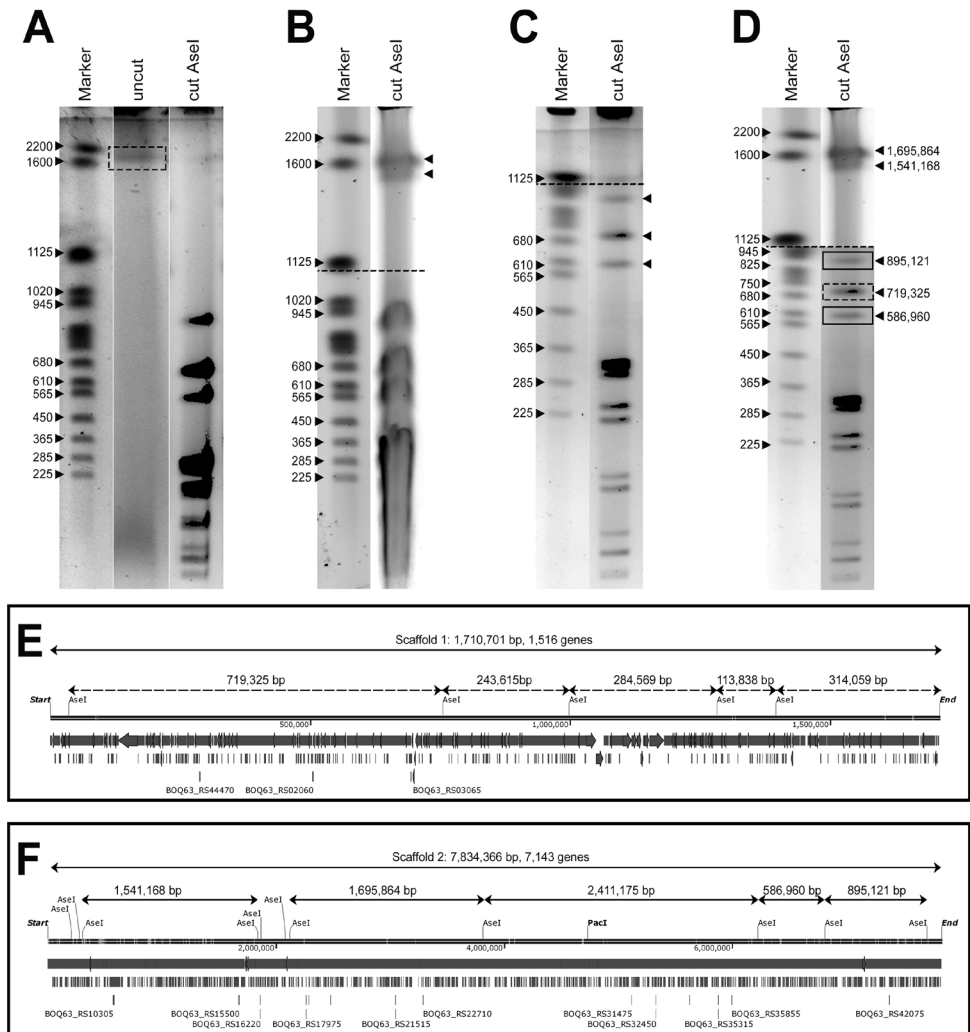 A
B
C
D
Marker
uncut
cut AseI
Marker
cut AseI
Marker
cut AseI
Marker
cut AseI
2200
1600
1125
1020
945
680
610
565
450
365
285
225
2200
1600
1125
1020
945
680
610
565
450
365
285
225
1125
680
610
565
450
365
285
225
2200
1600
1125
945
825
750
680
610
565
450
365
285
225
1,695,864
1,541,168
895,121
719,325
586,960
E
Scaffold 1: 1,710,701 bp, 1,516 genes
719,325 bp 243,615bp 284,569 bp 113,838 bp 314,059 bp
Start AseI AseI AseI AseI AseI End
500,000 1,000,000 1,500,000
BOQ63_RS44470 BOQ63_RS02060 BOQ63_RS03065
F
Scaffold 2: 7,834,366 bp, 7,143 genes
1,541,168 bp 1,695,864 bp 2,411,175 bp 586,960 bp 895,121 bp
AseI AseI
AseI
Start AseI AseI AseI AseI PacI AseI AseI AseI End
2,000,000 4,000,000 6,000,000
BOQ63_RS10305 BOQ63_RS15500 BOQ63_RS22710 BOQ63_RS31475 BOQ63_RS35855 BOQ63_RS42075
BOQ63_RS16220 BOQ63_RS17975 BOQ63_RS21515 BOQ63_RS32450 BOQ63_RS35315